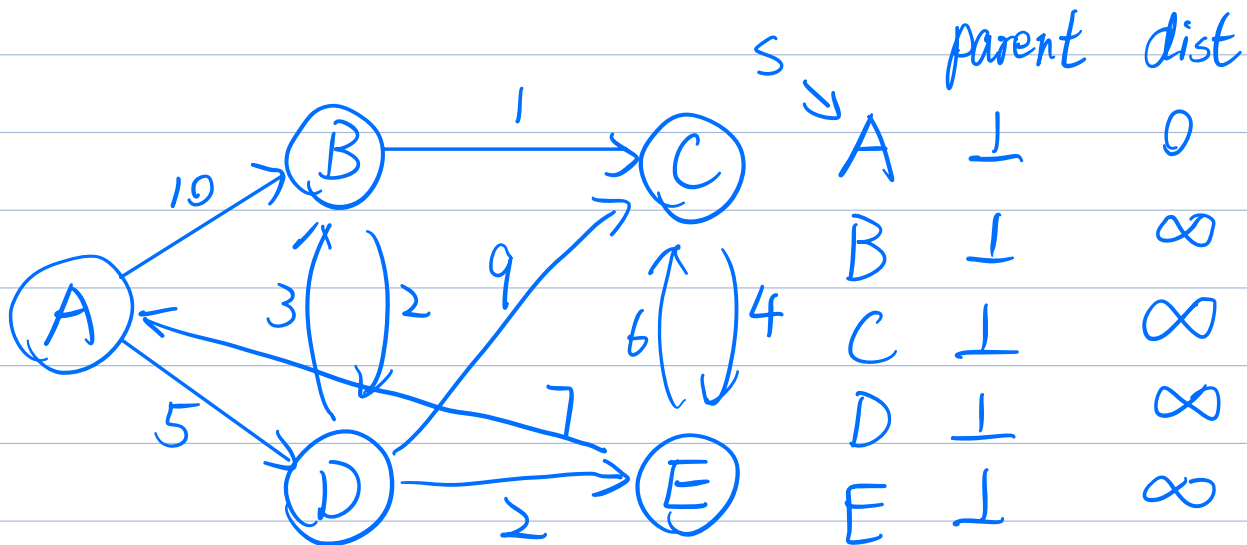 S parent dist
A ⊥ 0
B ⊥ ∞
C ⊥ ∞
D ⊥ ∞
E ⊥ ∞
1
B C
10
9
A 3 2 6 4
5 7
D E
2